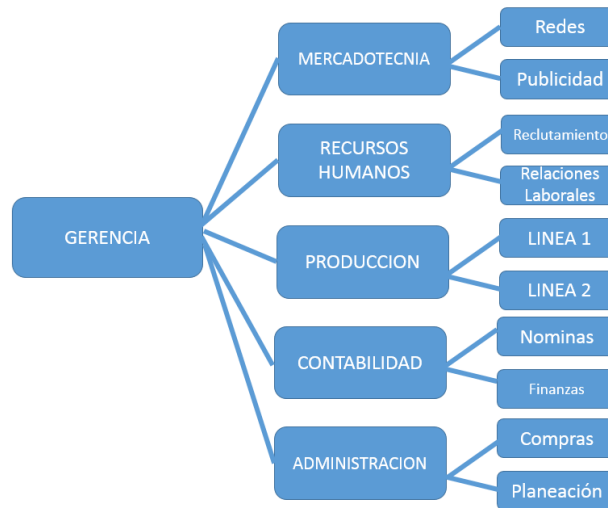 GERENCIA
MERCADOTECNIA
Redes
Publicidad
RECURSOS
HUMANOS
Reclutamiento
Relaciones
Laborales
PRODUCCION
LINEA 1
LINEA 2
CONTABILIDAD
Nominas
Finanzas
ADMINISTRACION
Compras
Planeación